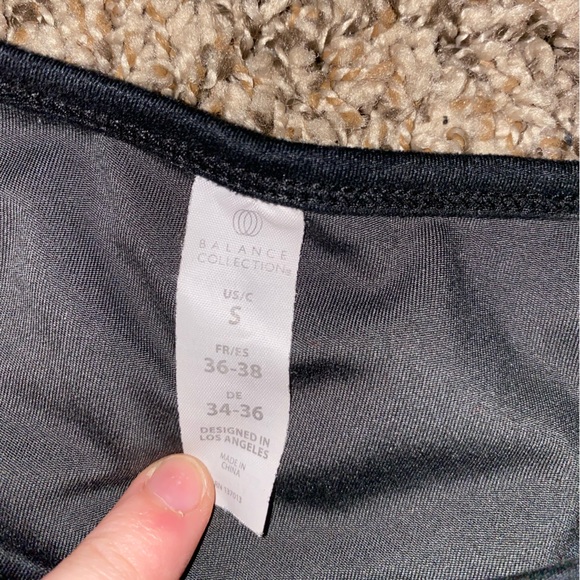 BALANCE
COLLECTION®
US/C
S
FR/ES
36-38
DE
34-36
DESIGNED IN
LOS ANGELES
MADE IN
CHINA